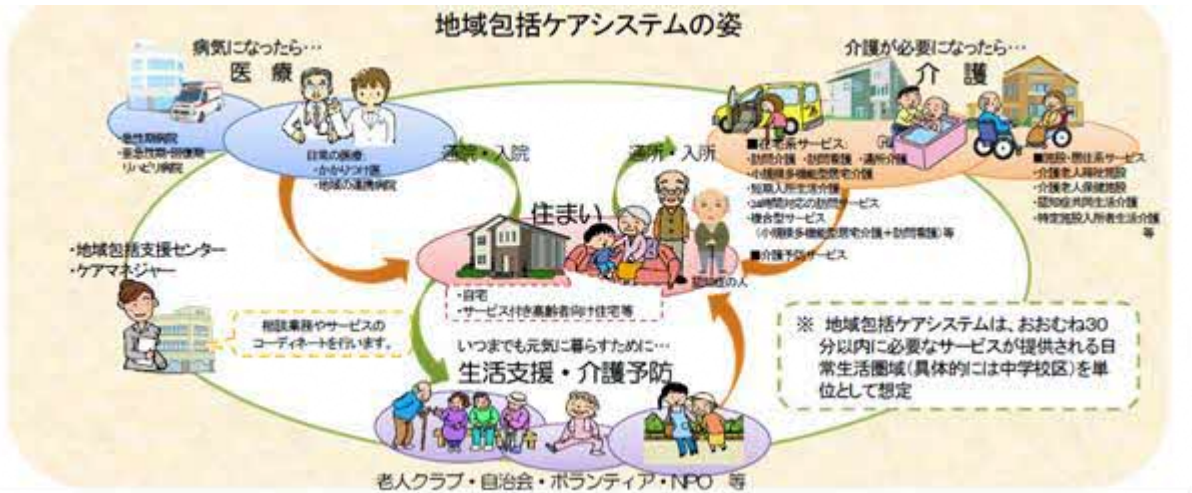 地域包括ケアシステムの姿
病気になったら…
医 療
介護が必要になったら…
介 護
・急性期病院
・亜急性期・回復期
リハビリ病院
日常の医療:
・かかりつけ医
・地域の連携病院
通院・入院
通所・入所
■在宅系サービス:
・訪問介護 ・訪問看護 ・通所介護
・小規模多機能型居宅介護
・短期入所生活介護
・24時間対応の訪問サービス
・複合型サービス
(小規模多機能型居宅介護+訪問看護)等
■介護予防サービス
■施設・居住系サービス
・介護老人福祉施設
・介護老人保健施設
・認知症共同生活介護
・特定施設入所者生活介護
等
住まい
認知症の人
・自宅
・サービス付き高齢者向け住宅等
・地域包括支援センター
・ケアマネジャー
相談業務やサービスの
コーディネートを行います。
いつまでも元気に暮らすために…
生活支援・介護予防
※ 地域包括ケアシステムは、おおむね30
分以内に必要なサービスが提供される日
常生活圏域(具体的には中学校区)を単
位として想定
老人クラブ・自治会・ボランティア・NPO 等